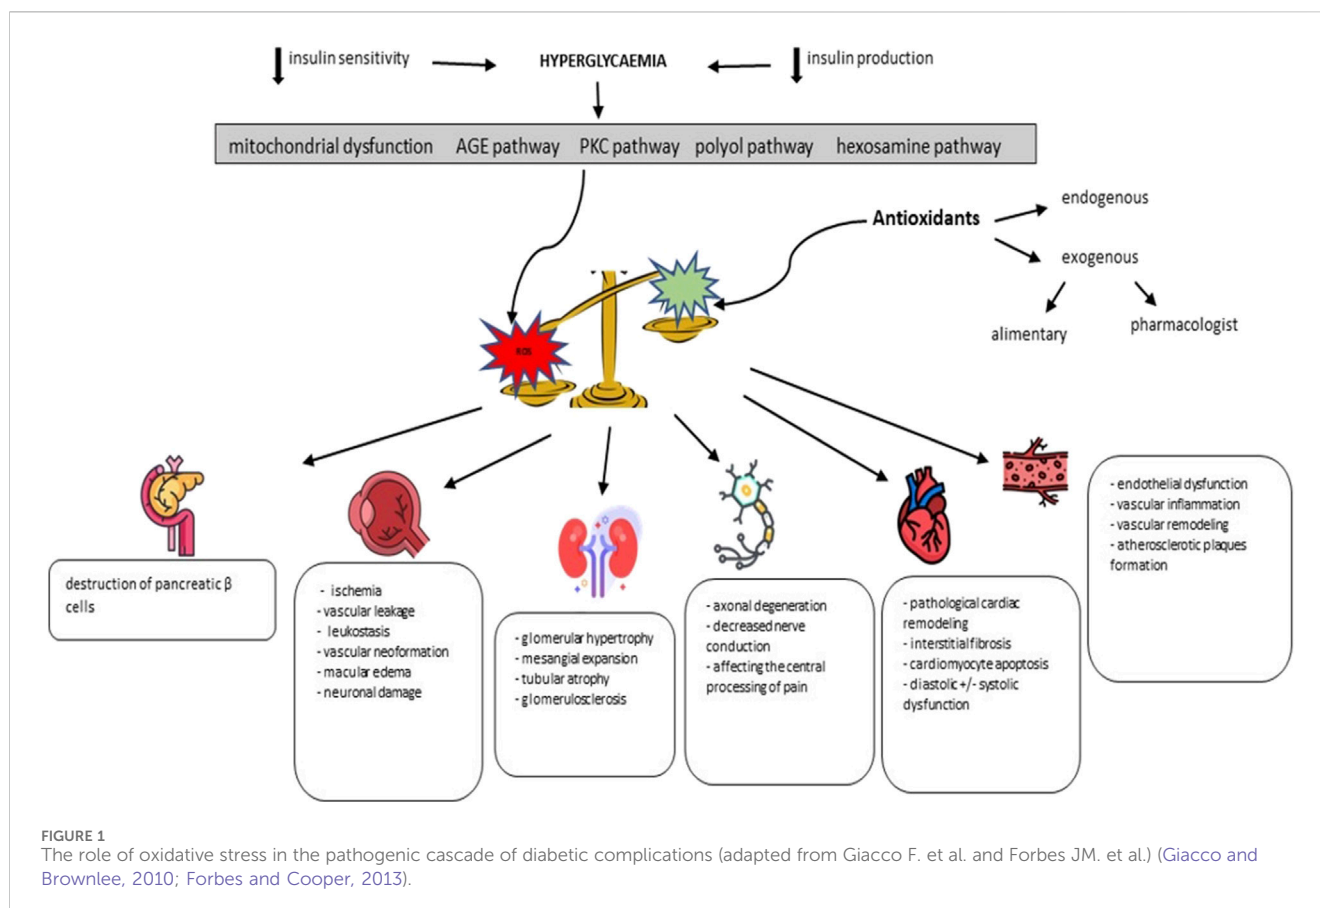 insulin sensitivity
HYPERGLYCAEMIA
insulin production
mitochondrial dysfunction AGE pathway PKC pathway polyol pathway hexosamine pathway
Antioxidants
endogenous
exogenous
alimentary
pharmacologist
ROS
destruction of pancreatic β
cells
- ischemia
- vascular leakage
- leukostasis
- vascular neoformation
- macular edema
- neuronal damage
- glomerular hypertrophy
- mesangial expansion
- tubular atrophy
- glomerulosclerosis
- axonal degeneration
- decreased nerve
conduction
- affecting the central
processing of pain
- pathological cardiac
remodeling
- interstitial fibrosis
- cardiomyocyte apoptosis
- diastolic +/- systolic
dysfunction
- endothelial dysfunction
- vascular inflammation
- vascular remodeling
- atherosclerotic plaques
formation
FIGURE 1
The role of oxidative stress in the pathogenic cascade of diabetic complications (adapted from Giacco F. et al. and Forbes JM. et al.) (Giacco and
Brownlee, 2010; Forbes and Cooper, 2013).